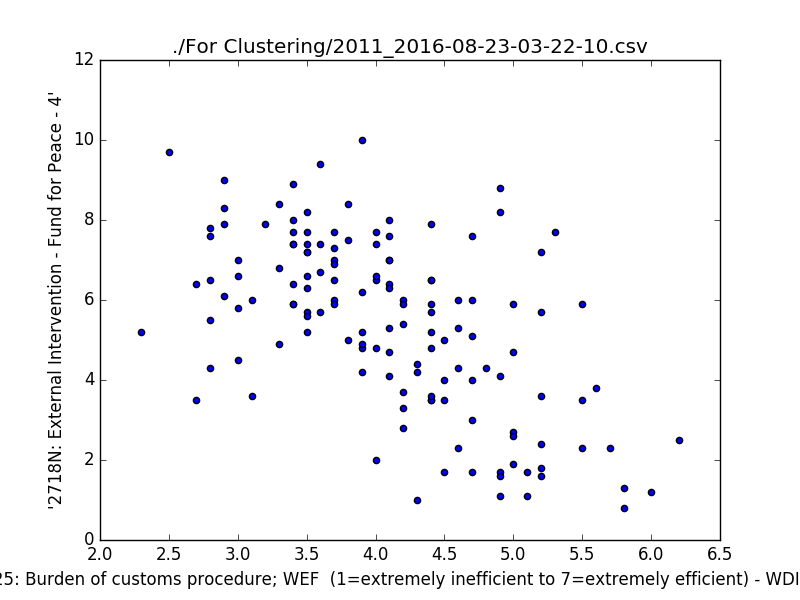 ./For Clustering/2011_2016-08-23-03-22-10.csv
'2718N: External Intervention - Fund for Peace - 4'
12
10
8
6
4
2
0
2.0 2.5 3.0 3.5 4.0 4.5 5.0 5.5 6.0 6.5
25: Burden of customs procedure; WEF (1=extremely inefficient to 7=extremely efficient) - WDI